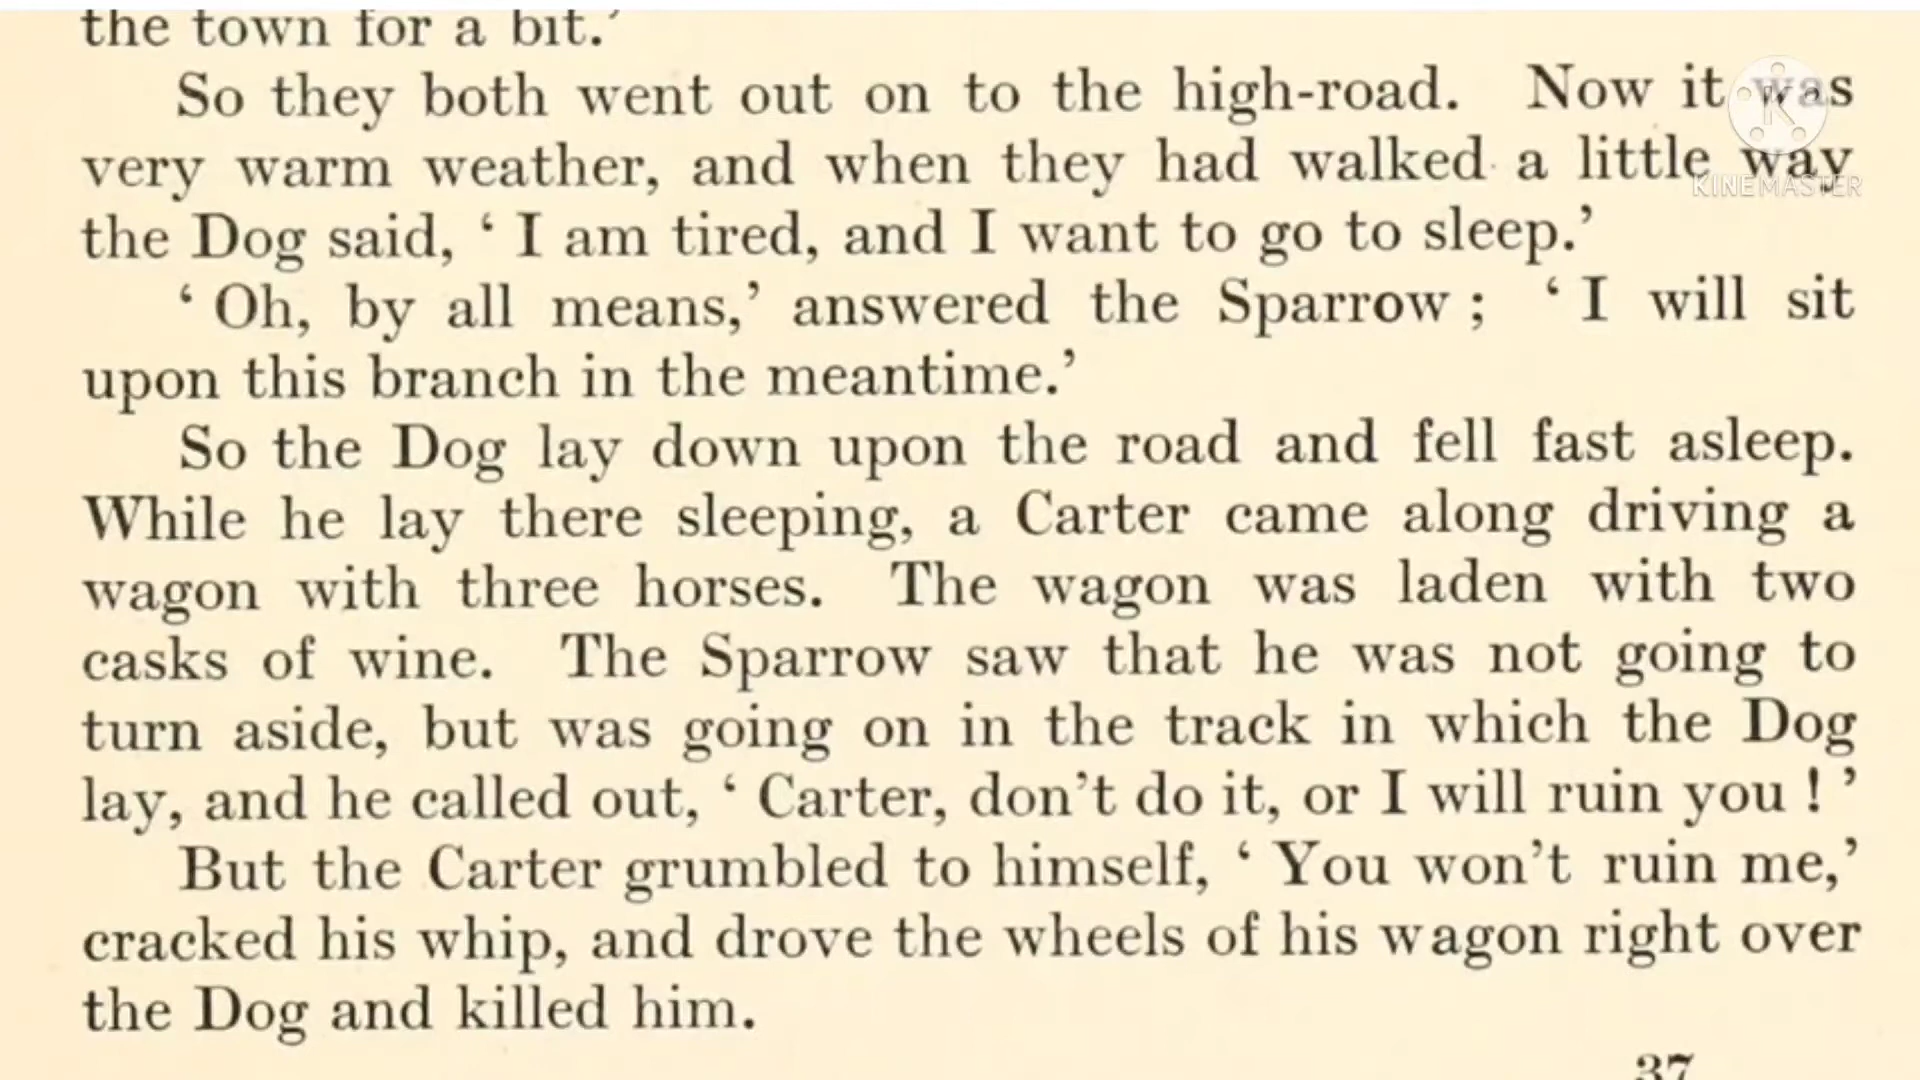 the town for a bit.’
So they both went out on to the high-road. Now it was
very warm weather, and when they had walked a little way
the Dog said, ‘ I am tired, and I want to go to sleep.’
‘ Oh, by all means,’ answered the Sparrow ; ‘ I will sit
upon this branch in the meantime.’
So the Dog lay down upon the road and fell fast asleep.
While he lay there sleeping, a Carter came along driving a
wagon with three horses. The wagon was laden with two
casks of wine. The Sparrow saw that he was not going to
turn aside, but was going on in the track in which the Dog
lay, and he called out, ‘ Carter, don’t do it, or I will ruin you ! ’
But the Carter grumbled to himself, ‘ You won’t ruin me,’
cracked his whip, and drove the wheels of his wagon right over
the Dog and killed him.
37
K
KINEMASTER